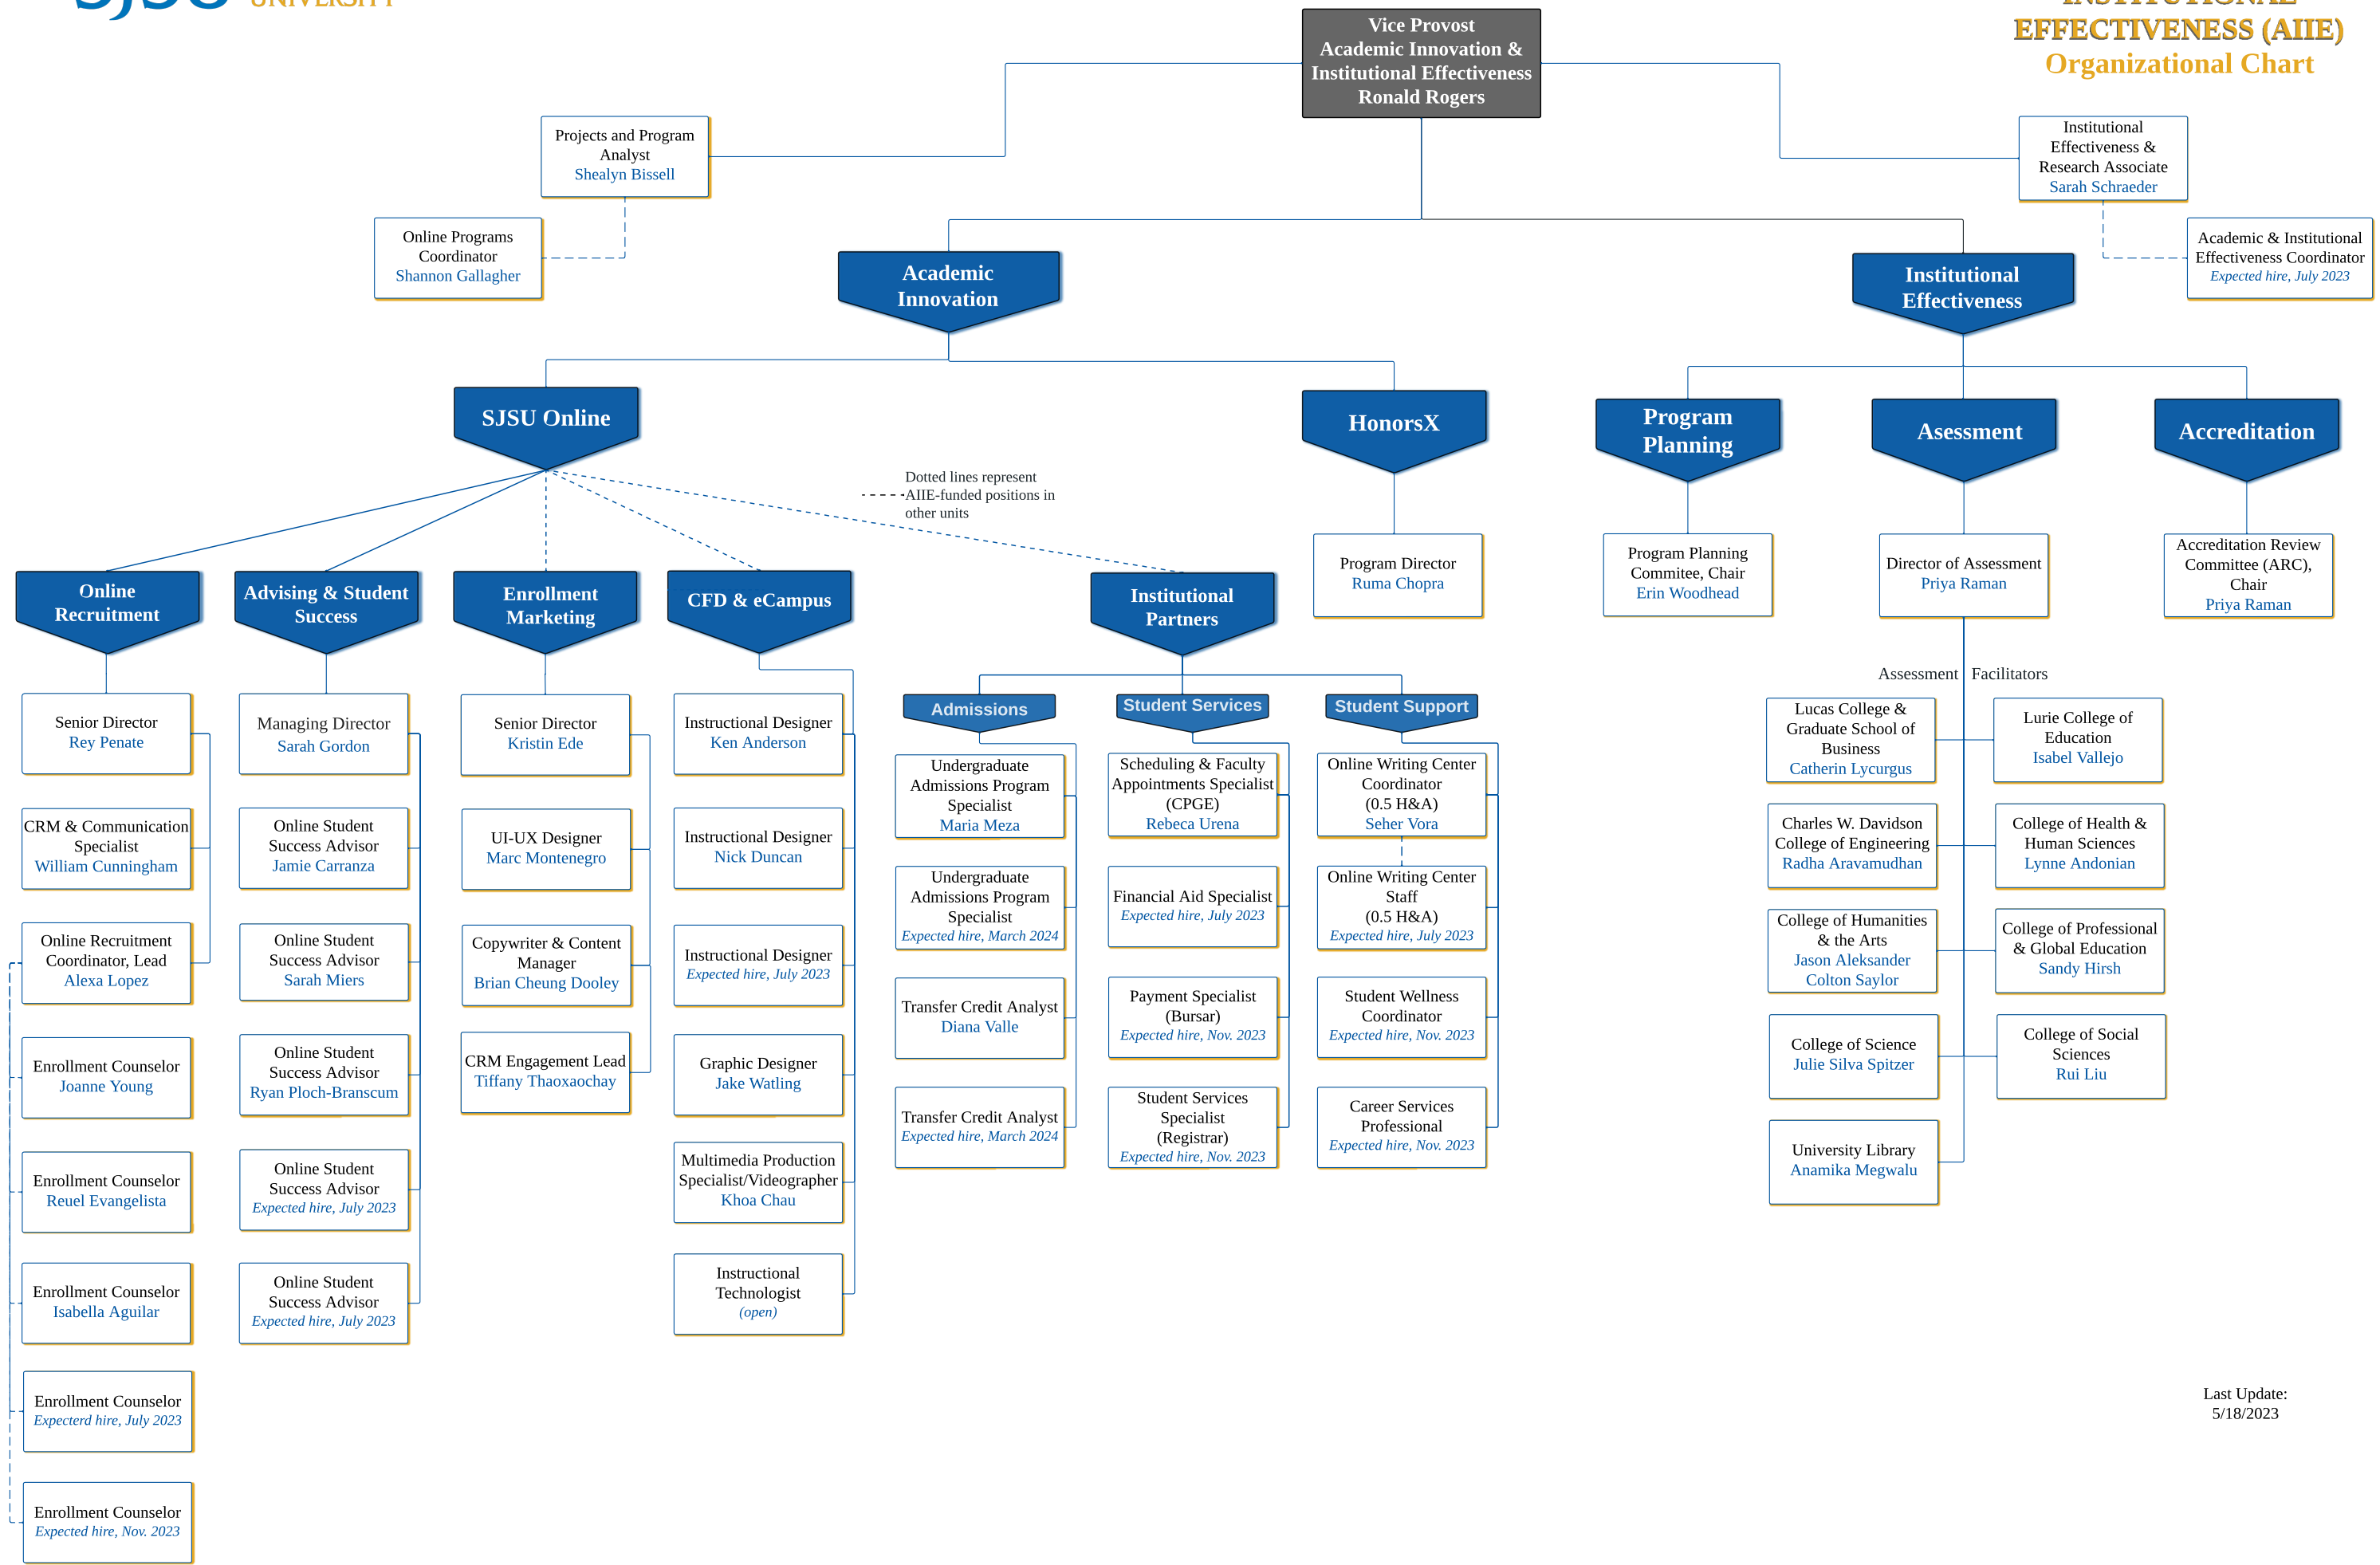 SJSU UNIVERSITY
INSTITUTIONAL
EFFECTIVENESS (AIIE)
Organizational Chart
Vice Provost
Academic Innovation &
Institutional Effectiveness
Ronald Rogers
Projects and Program
Analyst
Shealyn Bissell
Institutional
Effectiveness &
Research Associate
Sarah Schraeder
Online Programs
Coordinator
Shannon Gallagher
Academic & Institutional
Effectiveness Coordinator
Expected hire, July 2023
Academic
Innovation
Institutional
Effectiveness
SJSU Online
HonorsX
Program
Planning
Asessment
Accreditation
Dotted lines represent
AIIE-funded positions in
other units
Program Director
Ruma Chopra
Program Planning
Commitee, Chair
Erin Woodhead
Director of Assessment
Priya Raman
Accreditation Review
Committee (ARC),
Chair
Priya Raman
Online
Recruitment
Advising & Student
Success
Enrollment
Marketing
CFD & eCampus
Institutional
Partners
Senior Director
Rey Penate
CRM & Communication
Specialist
William Cunningham
Online Recruitment
Coordinator, Lead
Alexa Lopez
Enrollment Counselor
Joanne Young
Enrollment Counselor
Reuel Evangelista
Enrollment Counselor
Isabella Aguilar
Enrollment Counselor
Expecterd hire, July 2023
Enrollment Counselor
Expected hire, Nov. 2023
Managing Director
Sarah Gordon
Online Student
Success Advisor
Jamie Carranza
Online Student
Success Advisor
Sarah Miers
Online Student
Success Advisor
Ryan Ploch-Branscum
Online Student
Success Advisor
Expected hire, July 2023
Online Student
Success Advisor
Expected hire, July 2023
Senior Director
Kristin Ede
UI-UX Designer
Marc Montenegro
Copywriter & Content
Manager
Brian Cheung Dooley
CRM Engagement Lead
Tiffany Thaoxaochay
Instructional Designer
Ken Anderson
Instructional Designer
Nick Duncan
Instructional Designer
Expected hire, July 2023
Graphic Designer
Jake Watling
Multimedia Production
Specialist/Videographer
Khoa Chau
Instructional
Technologist
(open)
Admissions
Undergraduate
Admissions Program
Specialist
Maria Meza
Undergraduate
Admissions Program
Specialist
Expected hire, March 2024
Transfer Credit Analyst
Diana Valle
Transfer Credit Analyst
Expected hire, March 2024
Student Services
Scheduling & Faculty
Appointments Specialist
(CPGE)
Rebeca Urena
Financial Aid Specialist
Expected hire, July 2023
Payment Specialist
(Bursar)
Expected hire, Nov. 2023
Student Services
Specialist
(Registrar)
Expected hire, Nov. 2023
Student Support
Online Writing Center
Coordinator
(0.5 H&A)
Seher Vora
Online Writing Center
Staff
(0.5 H&A)
Expected hire, July 2023
Student Wellness
Coordinator
Expected hire, Nov. 2023
Career Services
Professional
Expected hire, Nov. 2023
Assessment Facilitators
Lucas College &
Graduate School of
Business
Catherin Lycurgus
Lurie College of
Education
Isabel Vallejo
Charles W. Davidson
College of Engineering
Radha Aravamudhan
College of Health &
Human Sciences
Lynne Andonian
College of Humanities
& the Arts
Jason Aleksander
Colton Saylor
College of Professional
& Global Education
Sandy Hirsh
College of Science
Julie Silva Spitzer
College of Social
Sciences
Rui Liu
University Library
Anamika Megwalu
Last Update:
5/18/2023